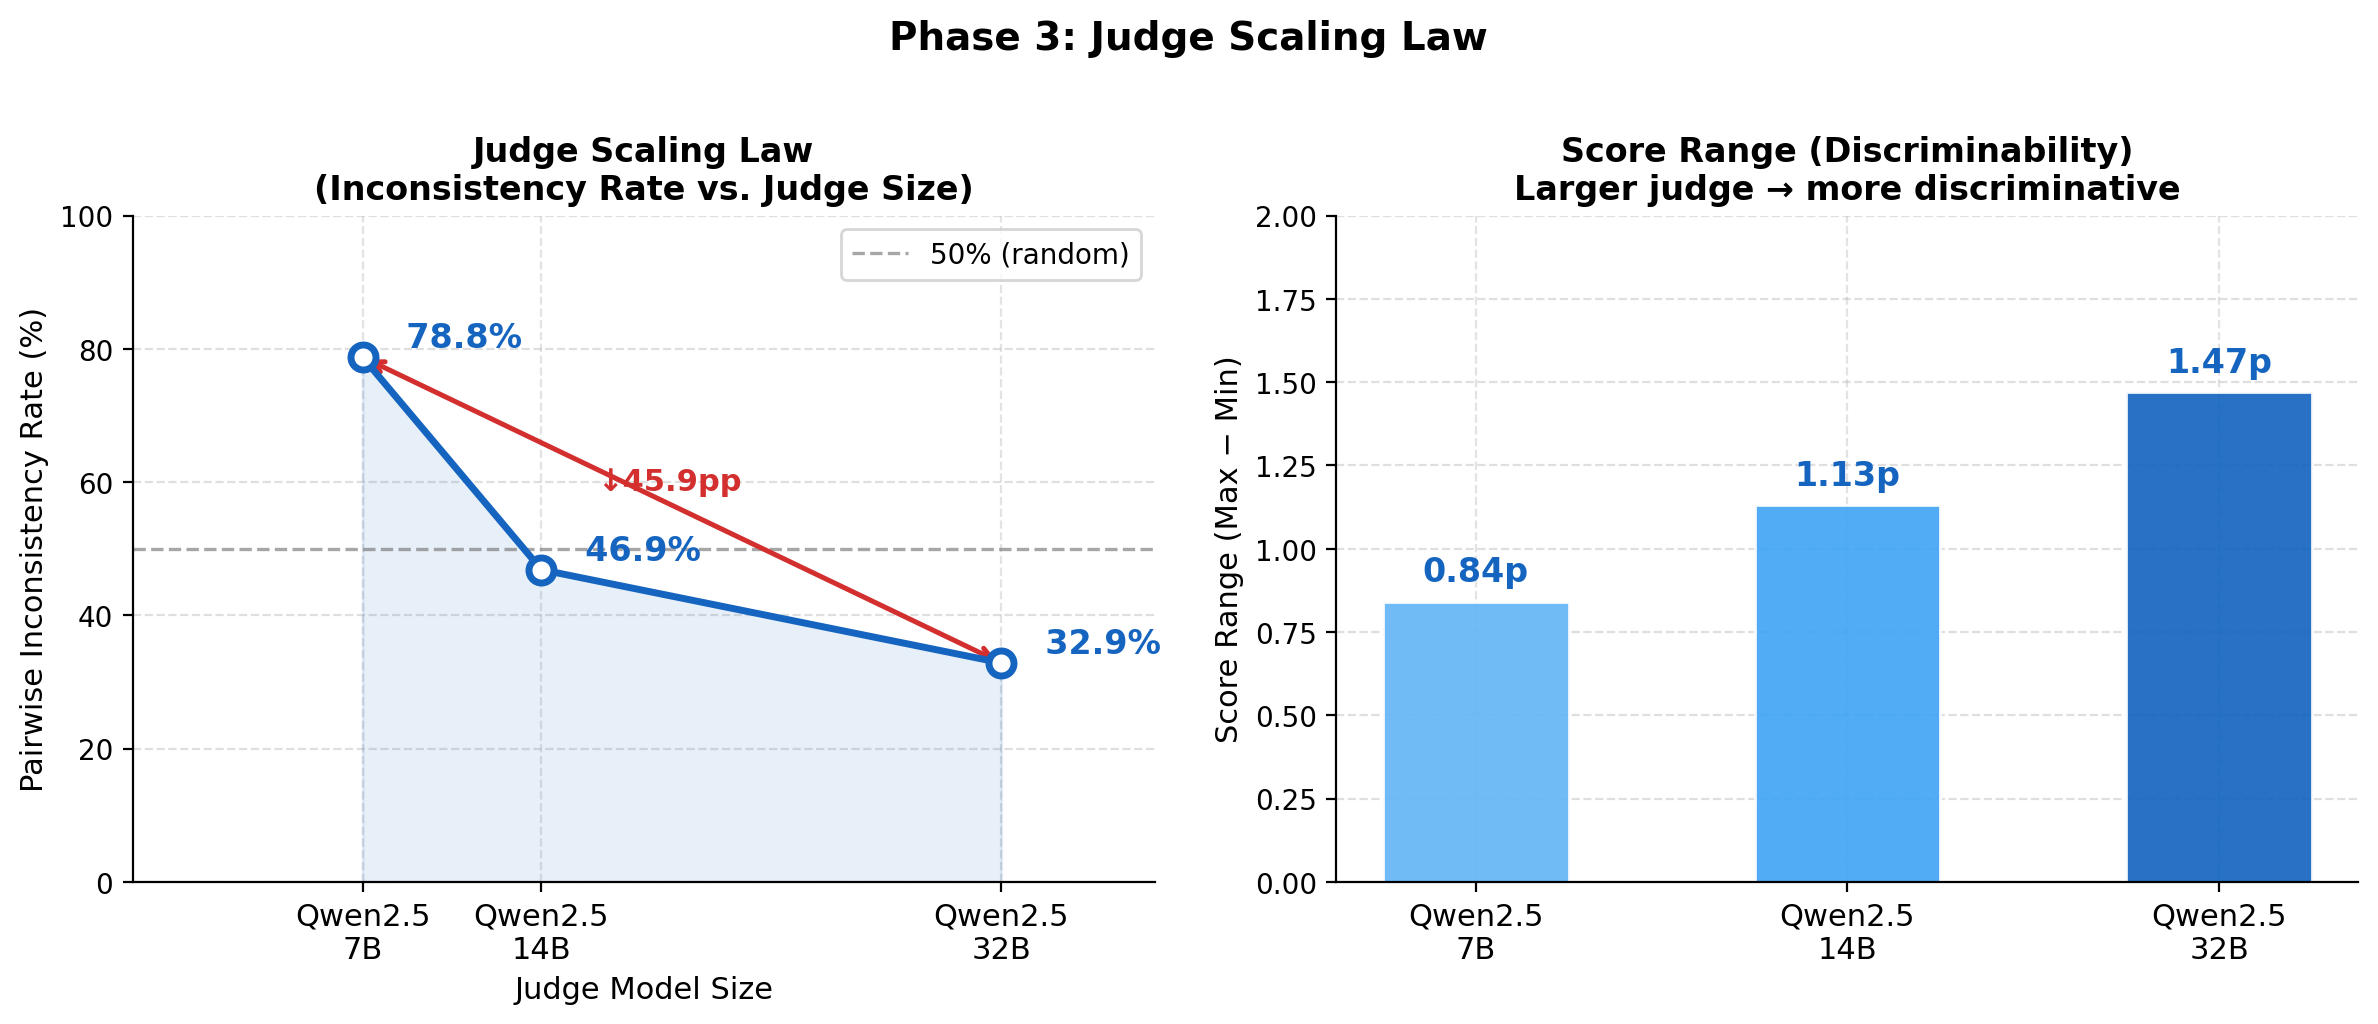 Phase 3: Judge Scaling Law
Judge Scaling Law
(Inconsistency Rate vs. Judge Size)
Pairwise Inconsistency Rate (%)
100
80
60
40
20
0
50% (random)
78.8%
↓45.9pp
46.9%
32.9%
Qwen2.5
7B
Qwen2.5
14B
Qwen2.5
32B
Judge Model Size
Score Range (Discriminability)
Larger judge → more discriminative
Score Range (Max − Min)
2.00
1.75
1.50
1.25
1.00
0.75
0.50
0.25
0.00
0.84p
1.13p
1.47p
Qwen2.5
7B
Qwen2.5
14B
Qwen2.5
32B